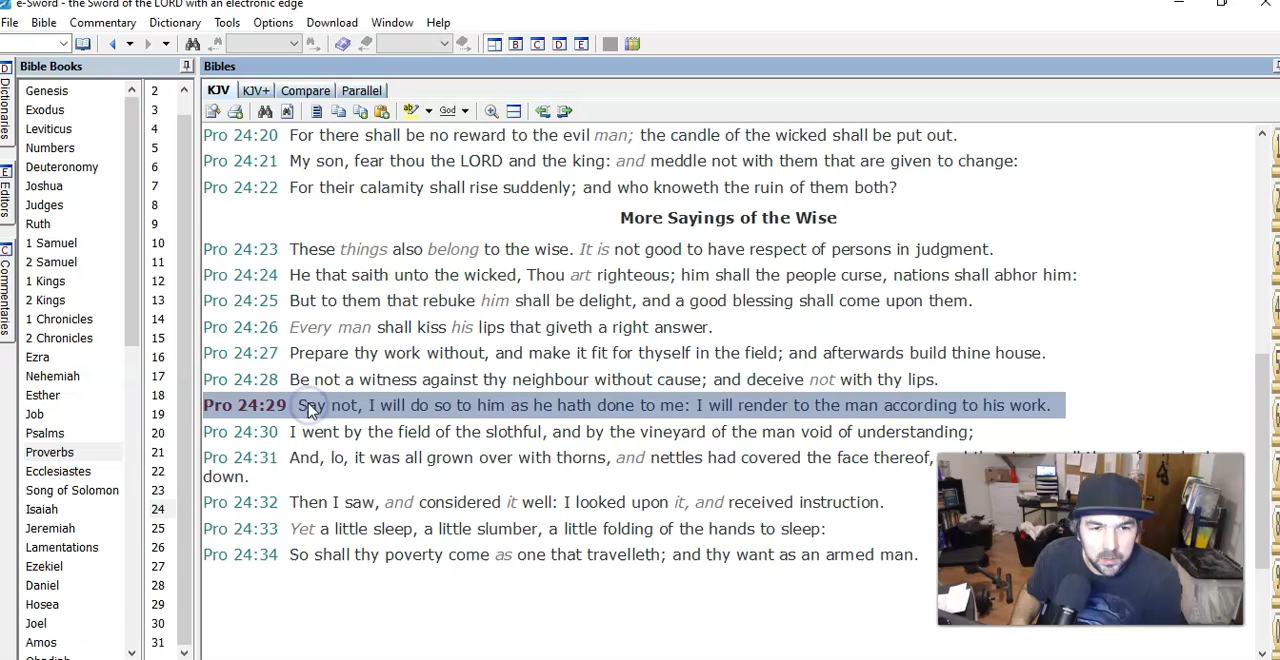 e-Sword - the Sword of the LORD with an electronic edge
File Bible Commentary Dictionary Tools Options Download Window Help
B C D E
Bible Books
Bibles
D Dictionaries
E Editors
C Commentaries
KJV KJV+ Compare Parallel
God
Genesis 2
Exodus 3
Leviticus 4
Numbers 5
Deuteronomy 6
Joshua 7
Judges 8
Ruth 9
1 Samuel 10
2 Samuel 11
1 Kings 12
2 Kings 13
1 Chronicles 14
2 Chronicles 15
Ezra 16
Nehemiah 17
Esther 18
Job 19
Psalms 20
Proverbs 21
Ecclesiastes 22
Song of Solomon 23
Isaiah 24
Jeremiah 25
Lamentations 26
Ezekiel 27
Daniel 28
Hosea 29
Joel 30
Amos 31
Obadiah
Pro 24:20 For there shall be no reward to the evil man; the candle of the wicked shall be put out.
Pro 24:21 My son, fear thou the LORD and the king: and meddle not with them that are given to change:
Pro 24:22 For their calamity shall rise suddenly; and who knoweth the ruin of them both?
More Sayings of the Wise
Pro 24:23 These things also belong to the wise. It is not good to have respect of persons in judgment.
Pro 24:24 He that saith unto the wicked, Thou art righteous; him shall the people curse, nations shall abhor him:
Pro 24:25 But to them that rebuke him shall be delight, and a good blessing shall come upon them.
Pro 24:26 Every man shall kiss his lips that giveth a right answer.
Pro 24:27 Prepare thy work without, and make it fit for thyself in the field; and afterwards build thine house.
Pro 24:28 Be not a witness against thy neighbour without cause; and deceive not with thy lips.
Pro 24:29 Say not, I will do so to him as he hath done to me: I will render to the man according to his work.
Pro 24:30 I went by the field of the slothful, and by the vineyard of the man void of understanding;
Pro 24:31 And, lo, it was all grown over with thorns, and nettles had covered the face thereof,
down.
Pro 24:32 Then I saw, and considered it well: I looked upon it, and received instruction.
Pro 24:33 Yet a little sleep, a little slumber, a little folding of the hands to sleep:
Pro 24:34 So shall thy poverty come as one that travelleth; and thy want as an armed man.